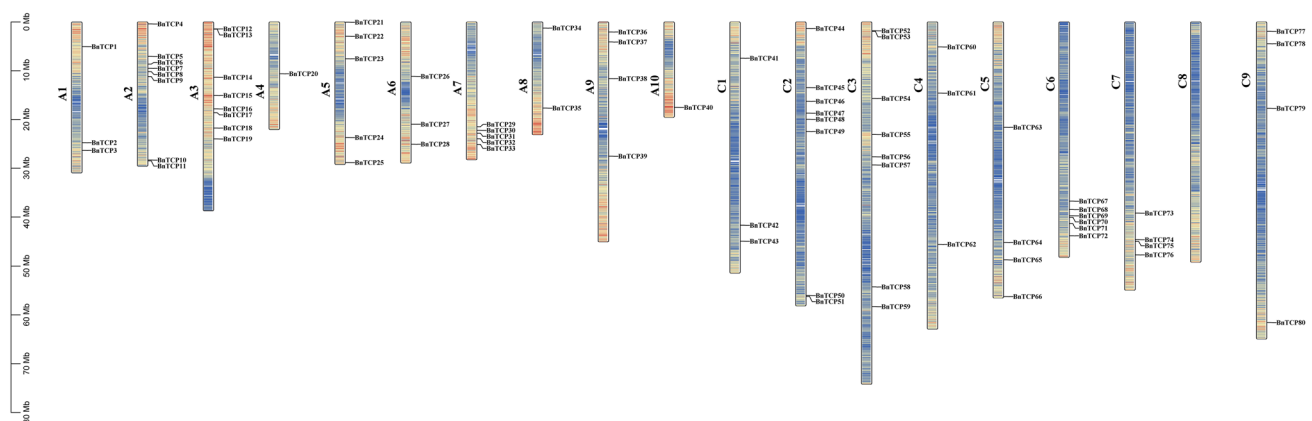 0 Mb
10 Mb
20 Mb
30 Mb
40 Mb
50 Mb
60 Mb
70 Mb
80 Mb
A1
BnTCP1
BnTCP2
BnTCP3
A2
BnTCP4
BnTCP5
BnTCP6
BnTCP7
BnTCP8
BnTCP9
BnTCP10
BnTCP11
A3
BnTCP12
BnTCP13
BnTCP14
BnTCP15
BnTCP16
BnTCP17
BnTCP18
BnTCP19
A4
BnTCP20
A5
BnTCP21
BnTCP22
BnTCP23
BnTCP24
BnTCP25
A6
BnTCP26
BnTCP27
BnTCP28
A7
BnTCP29
BnTCP30
BnTCP31
BnTCP32
BnTCP33
A8
BnTCP34
BnTCP35
A9
BnTCP36
BnTCP37
BnTCP38
BnTCP39
A10
BnTCP40
C1
BnTCP41
BnTCP42
BnTCP43
C2
BnTCP44
BnTCP45
BnTCP46
BnTCP47
BnTCP48
BnTCP49
BnTCP50
BnTCP51
C3
BnTCP52
BnTCP53
BnTCP54
BnTCP55
BnTCP56
BnTCP57
BnTCP58
BnTCP59
C4
BnTCP60
BnTCP61
BnTCP62
C5
BnTCP63
BnTCP64
BnTCP65
BnTCP66
C6
BnTCP67
BnTCP68
BnTCP69
BnTCP70
BnTCP71
BnTCP72
C7
BnTCP73
BnTCP74
BnTCP75
BnTCP76
C8
C9
BnTCP77
BnTCP78
BnTCP79
BnTCP80